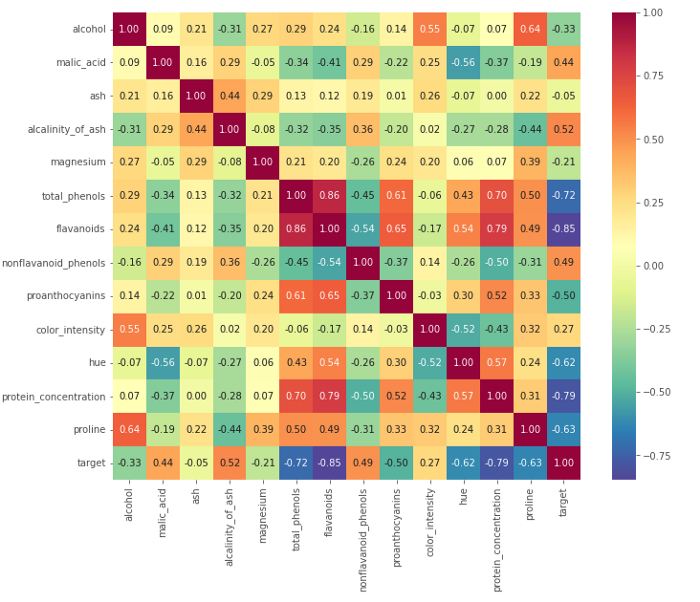 alcohol 1.00 0.09 0.21 -0.31 0.27 0.29 0.24 -0.16 0.14 0.55 -0.07 0.07 0.64 -0.33
malic_acid 0.09 1.00 0.16 0.29 -0.05 -0.34 -0.41 0.29 -0.22 0.25 -0.56 -0.37 -0.19 0.44
ash 0.21 0.16 1.00 0.44 0.29 0.13 0.12 0.19 0.01 0.26 -0.07 0.00 0.22 -0.05
alcalinity_of_ash -0.31 0.29 0.44 1.00 -0.08 -0.32 -0.35 0.36 -0.20 0.02 -0.27 -0.28 -0.44 0.52
magnesium 0.27 -0.05 0.29 -0.08 1.00 0.21 0.20 -0.26 0.24 0.20 0.06 0.07 0.39 -0.21
total_phenols 0.29 -0.34 0.13 -0.32 0.21 1.00 0.86 -0.45 0.61 -0.06 0.43 0.70 0.50 -0.72
flavanoids 0.24 -0.41 0.12 -0.35 0.20 0.86 1.00 -0.54 0.65 -0.17 0.54 0.79 0.49 -0.85
nonflavanoid_phenols -0.16 0.29 0.19 0.36 -0.26 -0.45 -0.54 1.00 -0.37 0.14 -0.26 -0.50 -0.31 0.49
proanthocyanins 0.14 -0.22 0.01 -0.20 0.24 0.61 0.65 -0.37 1.00 -0.03 0.30 0.52 0.33 -0.50
color_intensity 0.55 0.25 0.26 0.02 0.20 -0.06 -0.17 0.14 -0.03 1.00 -0.52 -0.43 0.32 0.27
hue -0.07 -0.56 -0.07 -0.27 0.06 0.43 0.54 -0.26 0.30 -0.52 1.00 0.57 0.24 -0.62
protein_concentration 0.07 -0.37 0.00 -0.28 0.07 0.70 0.79 -0.50 0.52 -0.43 0.57 1.00 0.31 -0.79
proline 0.64 -0.19 0.22 -0.44 0.39 0.50 0.49 -0.31 0.33 0.32 0.24 0.31 1.00 -0.63
target -0.33 0.44 -0.05 0.52 -0.21 -0.72 -0.85 0.49 -0.50 0.27 -0.62 -0.79 -0.63 1.00
alcohol
malic_acid
ash
alcalinity_of_ash
magnesium
total_phenols
flavanoids
nonflavanoid_phenols
proanthocyanins
color_intensity
hue
protein_concentration
proline
target
1.00
0.75
0.50
0.25
0.00
−0.25
−0.50
−0.75